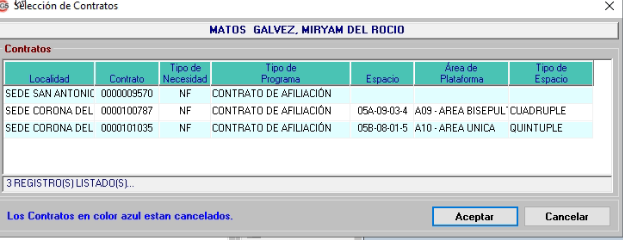 Selección de Contratos
MATOS GALVEZ, MIRYAM DEL ROCIO
Contratos
Localidad Contrato Tipo de Necesidad Tipo de Programa Espacio Área de Plataforma Tipo de Espacio
SEDE SAN ANTONIC 0000009570 NF CONTRATO DE AFILIACIÓN
SEDE CORONA DEL 0000100787 NF CONTRATO DE AFILIACIÓN 05A-09-03-4 A09 - AREA BISEPUL CUADRUPLE
SEDE CORONA DEL 0000101035 NF CONTRATO DE AFILIACIÓN 05B-08-01-5 A10 - AREA UNICA QUINTUPLE
3 REGISTRO(S) LISTADO(S)...
Los Contratos en color azul estan cancelados.
Aceptar Cancelar